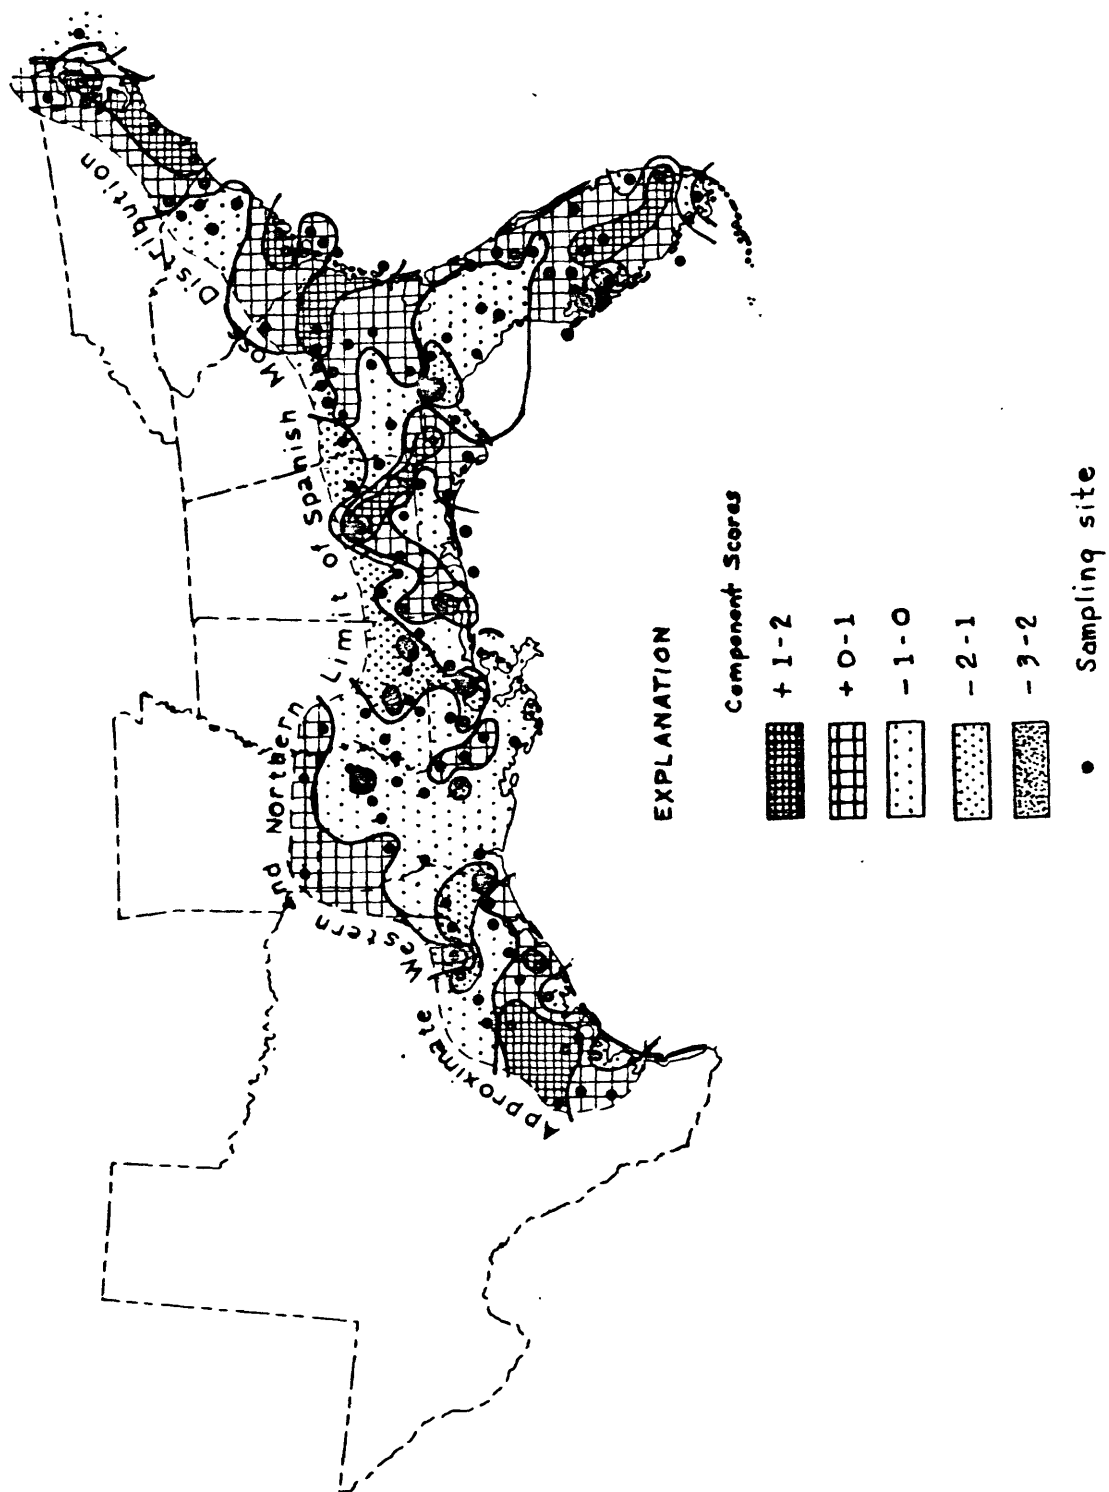 Approximate Western and Northern Limit of Spanish Moss Distribution
EXPLANATION
Component Scores
+ 1 - 2
+ 0 - 1
- 1 - 0
- 2 - 1
- 3 - 2
Sampling site